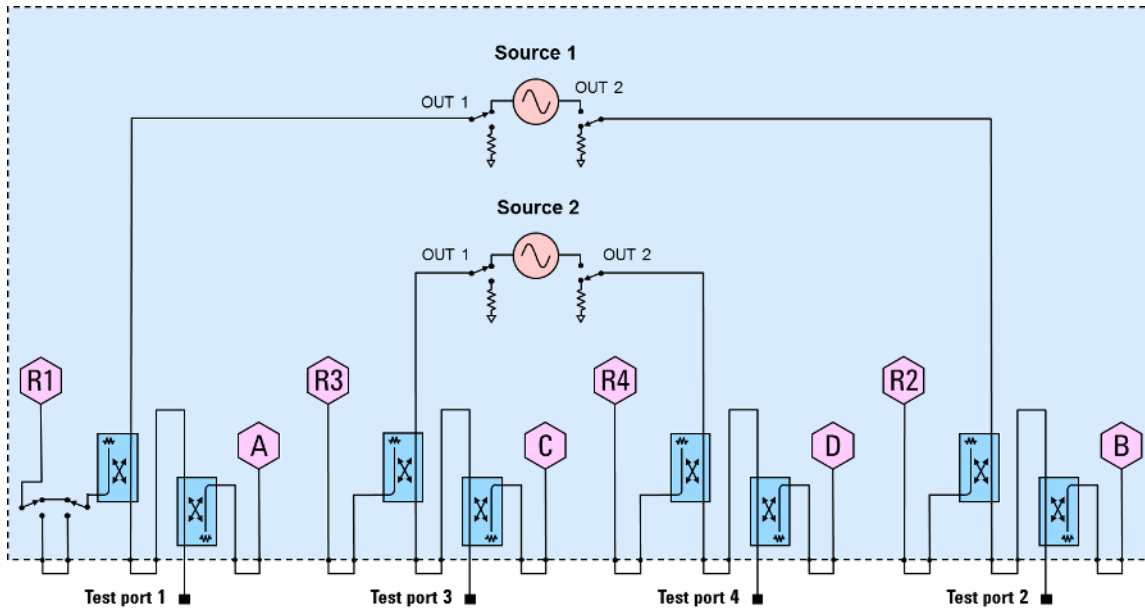 Source 1
OUT 1
OUT 2
Source 2
OUT 1
OUT 2
R1
R3
R4
R2
A
C
D
B
Test port 1
Test port 3
Test port 4
Test port 2